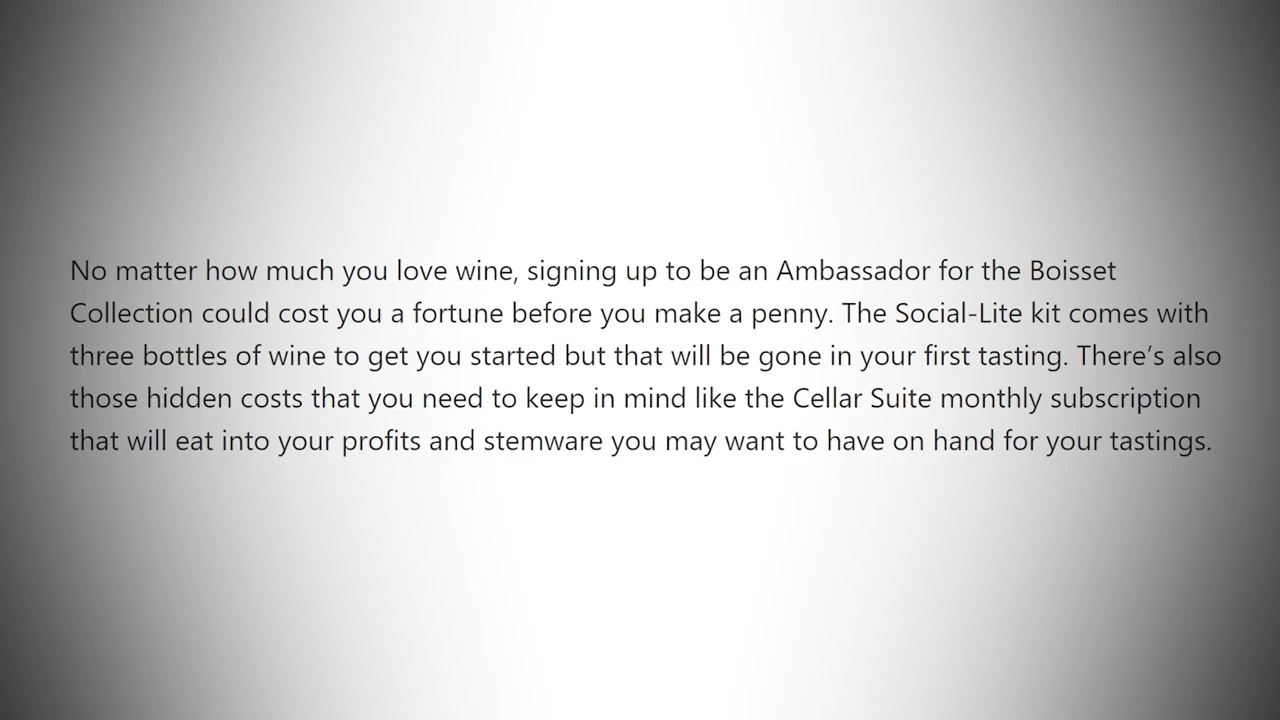 No matter how much you love wine, signing up to be an Ambassador for the Boisset
Collection could cost you a fortune before you make a penny. The Social-Lite kit comes with
three bottles of wine to get you started but that will be gone in your first tasting. There’s also
those hidden costs that you need to keep in mind like the Cellar Suite monthly subscription
that will eat into your profits and stemware you may want to have on hand for your tastings.